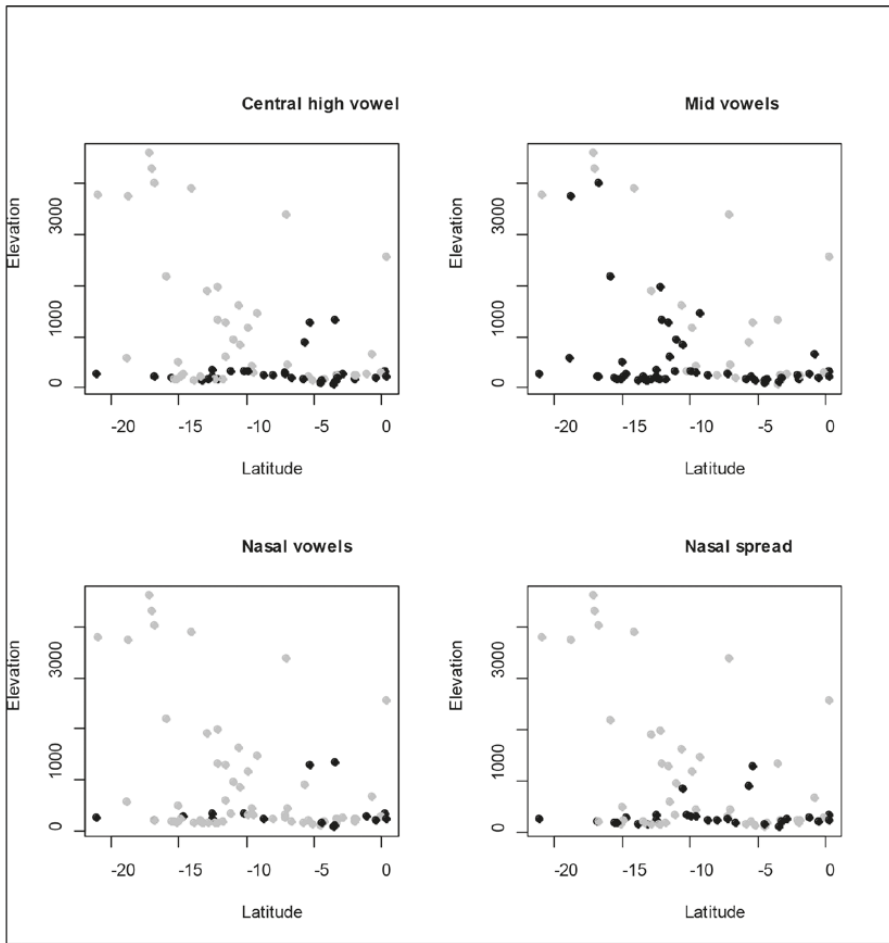 Central high vowel
Elevation
3000
1000
0
-20 -15 -10 -5 0
Latitude
Mid vowels
Elevation
3000
1000
0
-20 -15 -10 -5 0
Latitude
Nasal vowels
Elevation
3000
1000
0
-20 -15 -10 -5 0
Latitude
Nasal spread
Elevation
3000
1000
0
-20 -15 -10 -5 0
Latitude